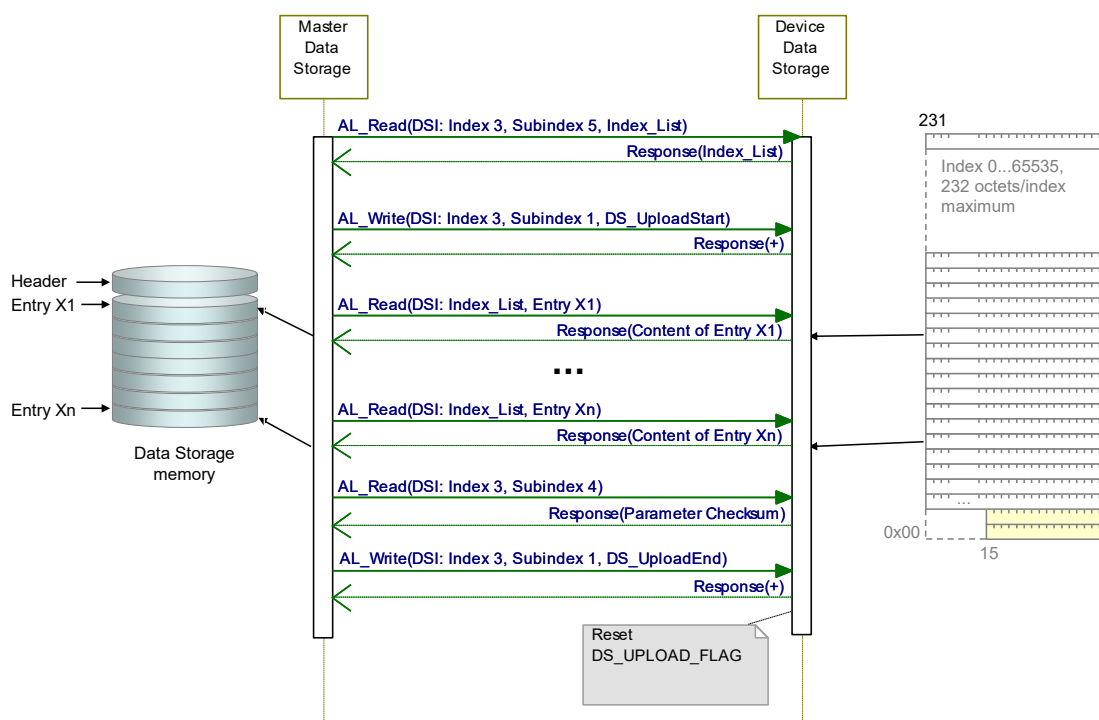 Master
Data
Storage
Device
Data
Storage
AL_Read(DSI: Index 3, Subindex 5, Index_List)
Response(Index_List)
231
Index 0...65535,
232 octets/index
maximum
AL_Write(DSI: Index 3, Subindex 1, DS_UploadStart)
Response(+)
Header
Entry X1
AL_Read(DSI: Index_List, Entry X1)
Response(Content of Entry X1)
...
Entry Xn
AL_Read(DSI: Index_List, Entry Xn)
Response(Content of Entry Xn)
Data Storage
memory
AL_Read(DSI: Index 3, Subindex 4)
Response(Parameter Checksum)
...
0x00
15
AL_Write(DSI: Index 3, Subindex 1, DS_UploadEnd)
Response(+)
Reset
DS_UPLOAD_FLAG